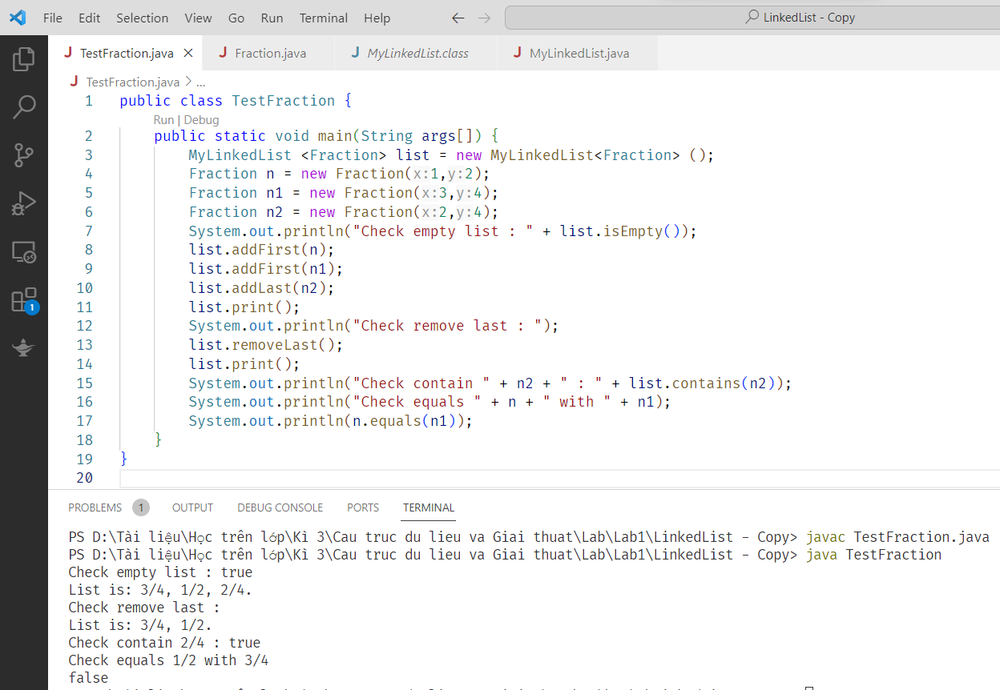 File Edit Selection View Go Run Terminal Help LinkedList - Copy
J TestFraction.java J Fraction.java J MyLinkedList.class J MyLinkedList.java
J TestFraction.java > ...
1 public class TestFraction {
Run | Debug
2 public static void main(String args[]) {
3 MyLinkedList <Fraction> list = new MyLinkedList<Fraction> ();
4 Fraction n = new Fraction(x:1,y:2);
5 Fraction n1 = new Fraction(x:3,y:4);
6 Fraction n2 = new Fraction(x:2,y:4);
7 System.out.println("Check empty list : " + list.isEmpty());
8 list.addFirst(n);
9 list.addFirst(n1);
10 list.addLast(n2);
11 list.print();
12 System.out.println("Check remove last : ");
13 list.removeLast();
14 list.print();
15 System.out.println("Check contain " + n2 + " : " + list.contains(n2));
16 System.out.println("Check equals " + n + " with " + n1);
17 System.out.println(n.equals(n1));
18 }
19 }
20
1
PROBLEMS 1 OUTPUT DEBUG CONSOLE PORTS TERMINAL
PS D:\Tài liệu\Học trên lớp\Kì 3\Cau truc du lieu va Giai thuat\Lab\Lab1\LinkedList - Copy> javac TestFraction.java
PS D:\Tài liệu\Học trên lớp\Kì 3\Cau truc du lieu va Giai thuat\Lab\Lab1\LinkedList - Copy> java TestFraction
Check empty list : true
List is: 3/4, 1/2, 2/4.
Check remove last :
List is: 3/4, 1/2.
Check contain 2/4 : true
Check equals 1/2 with 3/4
false